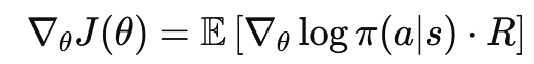 ∇θJ(θ) = 𝔼 [∇θ log π(a|s) · R]